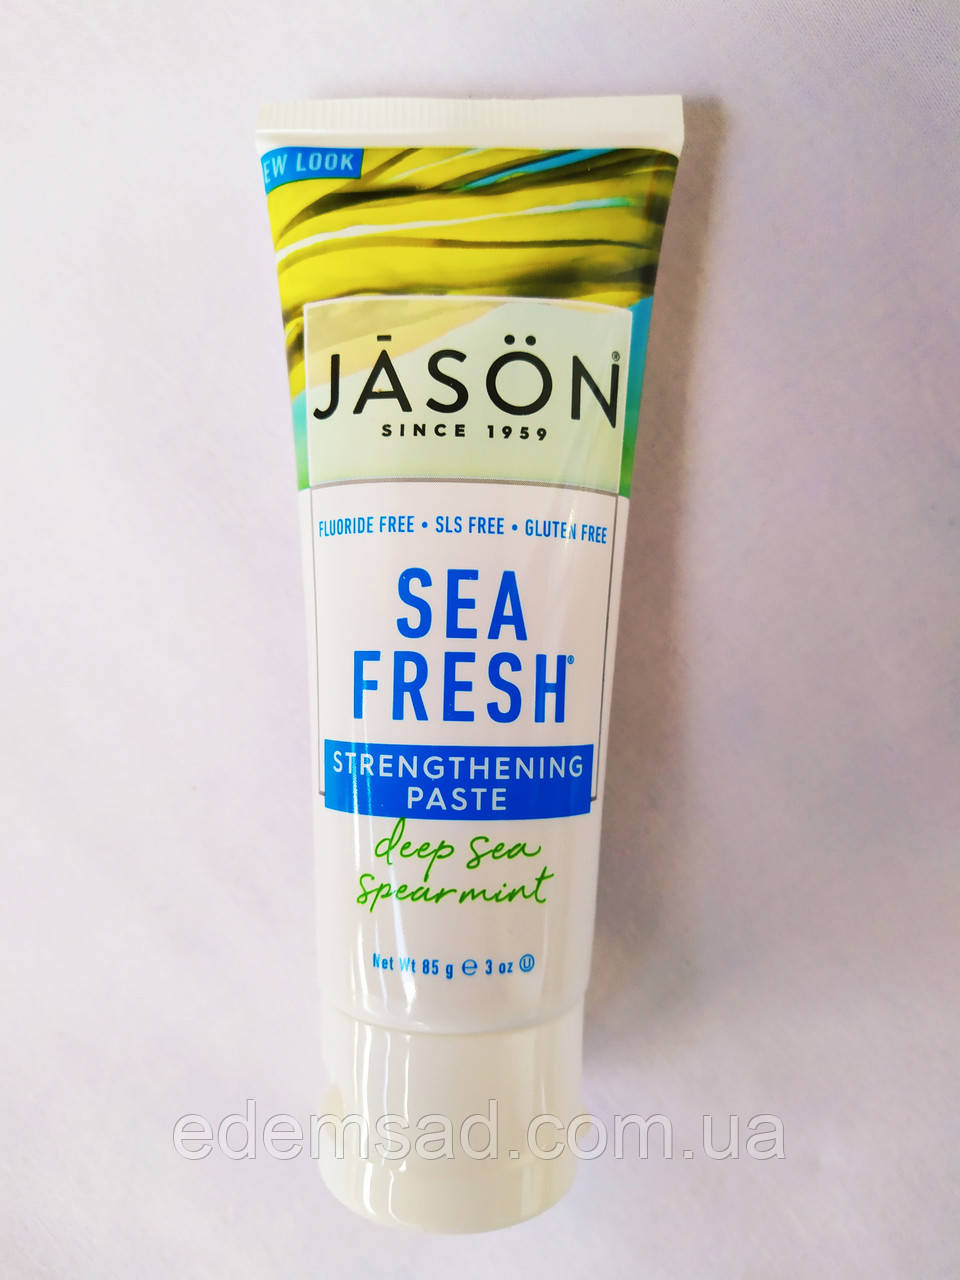 EW LOOK
JĀSÖN®
SINCE 1959
FLUORIDE FREE • SLS FREE • GLUTEN FREE
SEA
FRESH®
STRENGTHENING
PASTE
deep sea
spearmint
Net Wt 85 g ℮ 3 oz Ⓤ
edemsad.com.ua